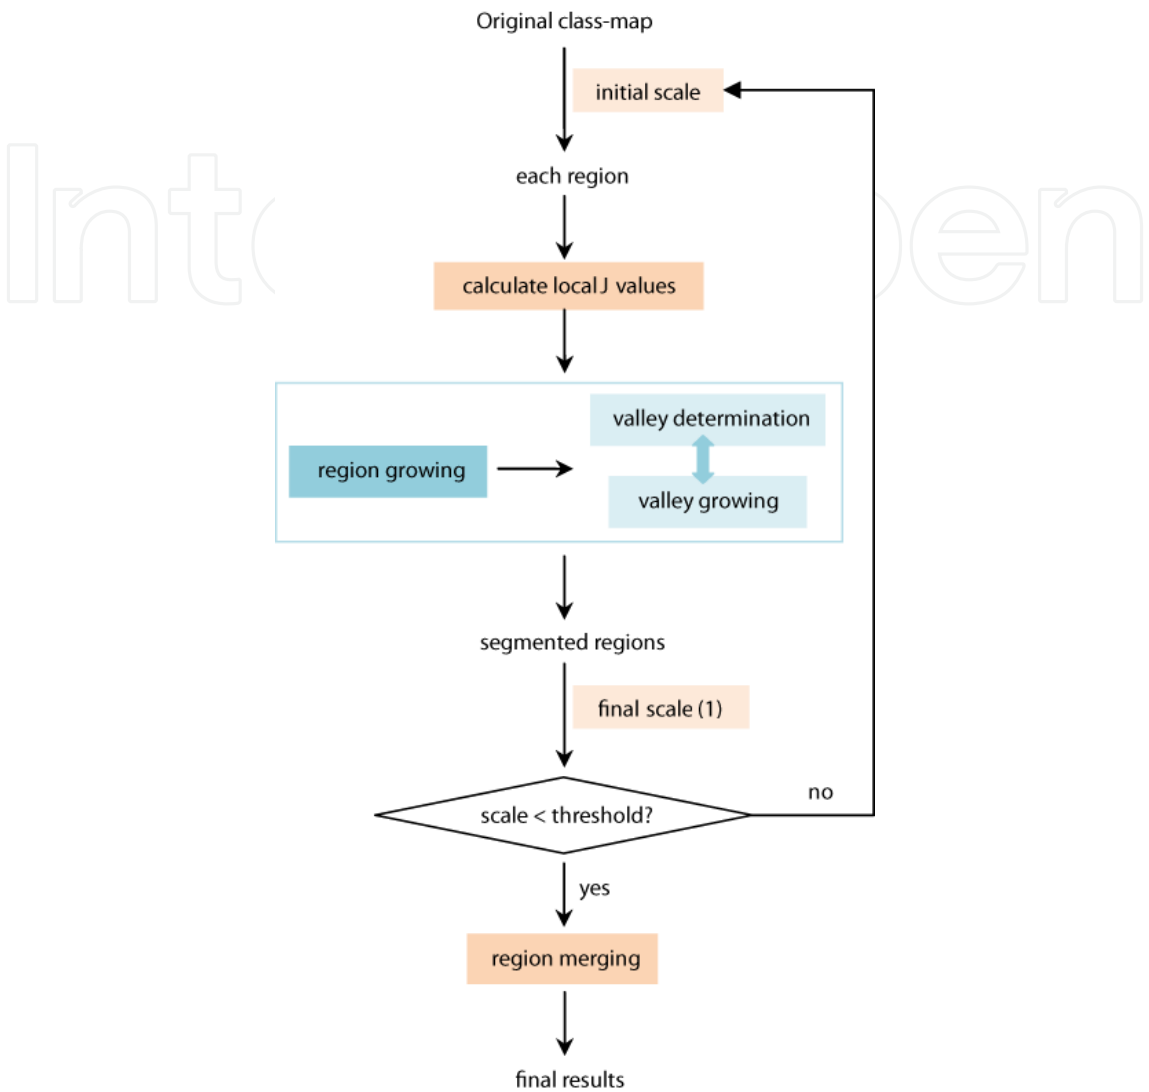 Original class-map
initial scale
each region
calculate local J values
valley determination
region growing
valley growing
segmented regions
final scale (1)
no
scale < threshold?
yes
region merging
final results